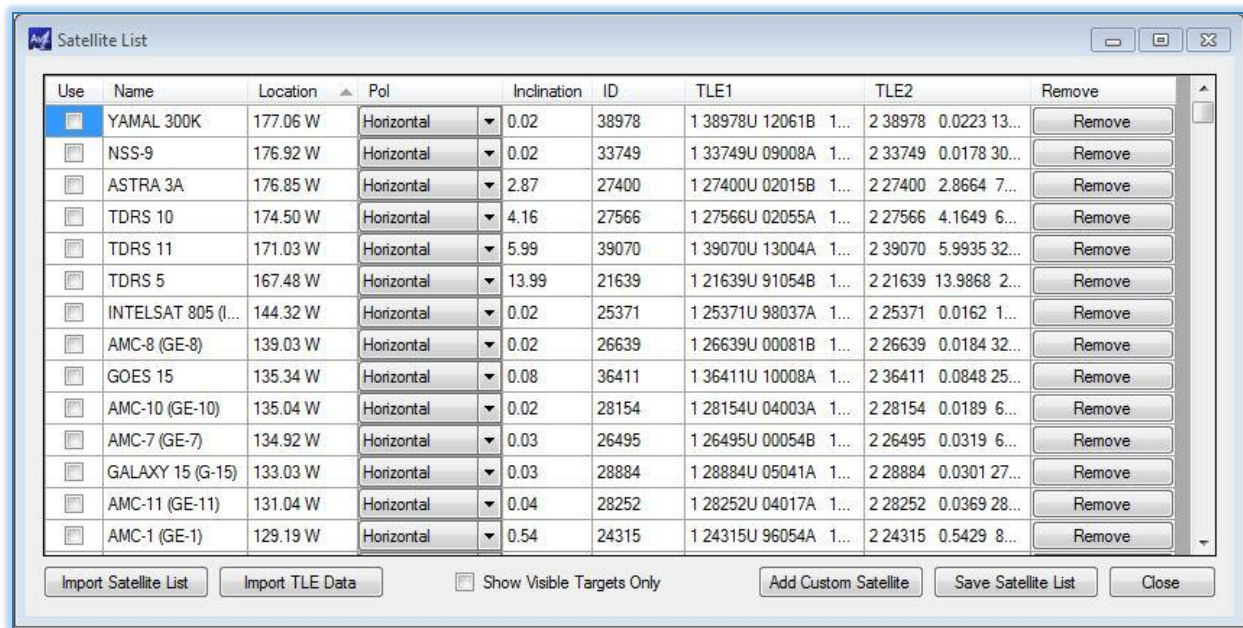 Satellite List
Use Name Location Pol Inclination ID TLE1 TLE2 Remove
YAMAL 300K 177.06 W Horizontal 0.02 38978 1 38978U 12061B 1... 2 38978 0.0223 13... Remove
NSS-9 176.92 W Horizontal 0.02 33749 1 33749U 09008A 1... 2 33749 0.0178 30... Remove
ASTRA 3A 176.85 W Horizontal 2.87 27400 1 27400U 02015B 1... 2 27400 2.8664 7... Remove
TDRS 10 174.50 W Horizontal 4.16 27566 1 27566U 02055A 1... 2 27566 4.1649 6... Remove
TDRS 11 171.03 W Horizontal 5.99 39070 1 39070U 13004A 1... 2 39070 5.9935 32... Remove
TDRS 5 167.48 W Horizontal 13.99 21639 1 21639U 91054B 1... 2 21639 13.9868 2... Remove
INTELSAT 805 (I... 144.32 W Horizontal 0.02 25371 1 25371U 98037A 1... 2 25371 0.0162 1... Remove
AMC-8 (GE-8) 139.03 W Horizontal 0.02 26639 1 26639U 00081B 1... 2 26639 0.0184 32... Remove
GOES 15 135.34 W Horizontal 0.08 36411 1 36411U 10008A 1... 2 36411 0.0848 25... Remove
AMC-10 (GE-10) 135.04 W Horizontal 0.02 28154 1 28154U 04003A 1... 2 28154 0.0189 6... Remove
AMC-7 (GE-7) 134.92 W Horizontal 0.03 26495 1 26495U 00054B 1... 2 26495 0.0319 6... Remove
GALAXY 15 (G-15) 133.03 W Horizontal 0.03 28884 1 28884U 05041A 1... 2 28884 0.0301 27... Remove
AMC-11 (GE-11) 131.04 W Horizontal 0.04 28252 1 28252U 04017A 1... 2 28252 0.0369 28... Remove
AMC-1 (GE-1) 129.19 W Horizontal 0.54 24315 1 24315U 96054A 1... 2 24315 0.5429 8... Remove
Import Satellite List Import TLE Data Show Visible Targets Only Add Custom Satellite Save Satellite List Close